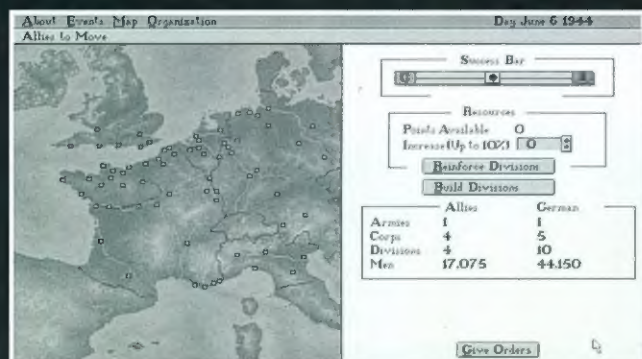 About Events Map Organization Day June 6 1944
Allies to Move
Success Bar
G
Resources
Points Available 0
Increase(Up to 10%) 0
Reinforce Divisions
Build Divisions
Allies German
Armies 1 1
Corps 4 5
Divisions 4 10
Men 17,075 44,150
Give Orders